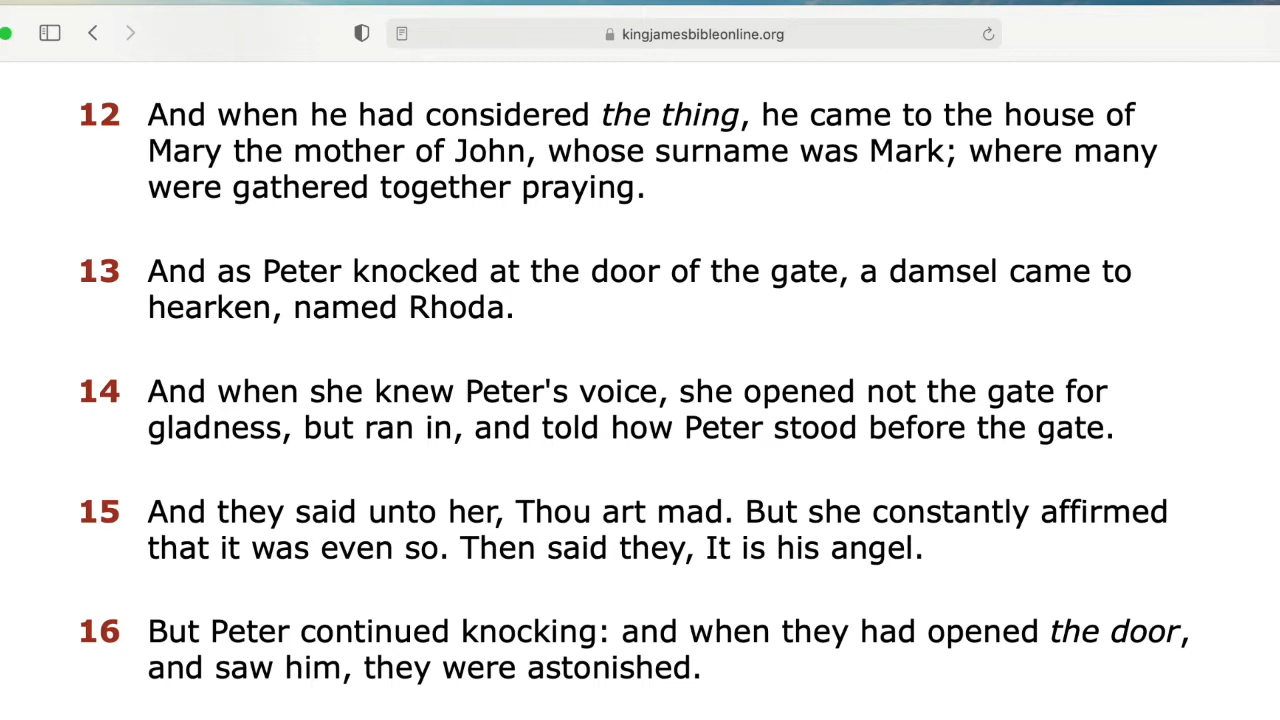 kingjamesbibleonline.org
12 And when he had considered the thing, he came to the house of
Mary the mother of John, whose surname was Mark; where many
were gathered together praying.
13 And as Peter knocked at the door of the gate, a damsel came to
hearken, named Rhoda.
14 And when she knew Peter's voice, she opened not the gate for
gladness, but ran in, and told how Peter stood before the gate.
15 And they said unto her, Thou art mad. But she constantly affirmed
that it was even so. Then said they, It is his angel.
16 But Peter continued knocking: and when they had opened the door,
and saw him, they were astonished.